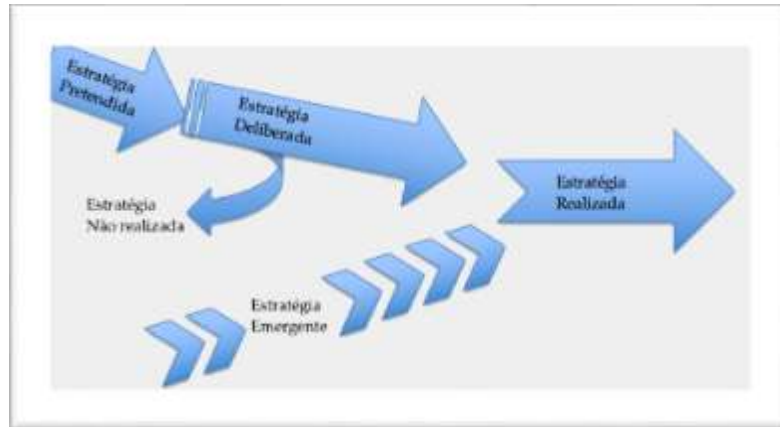 Estratégia
Pretendida
Estratégia
Deliberada
Estratégia
Não realizada
Estratégia
Realizada
Estratégia
Emergente